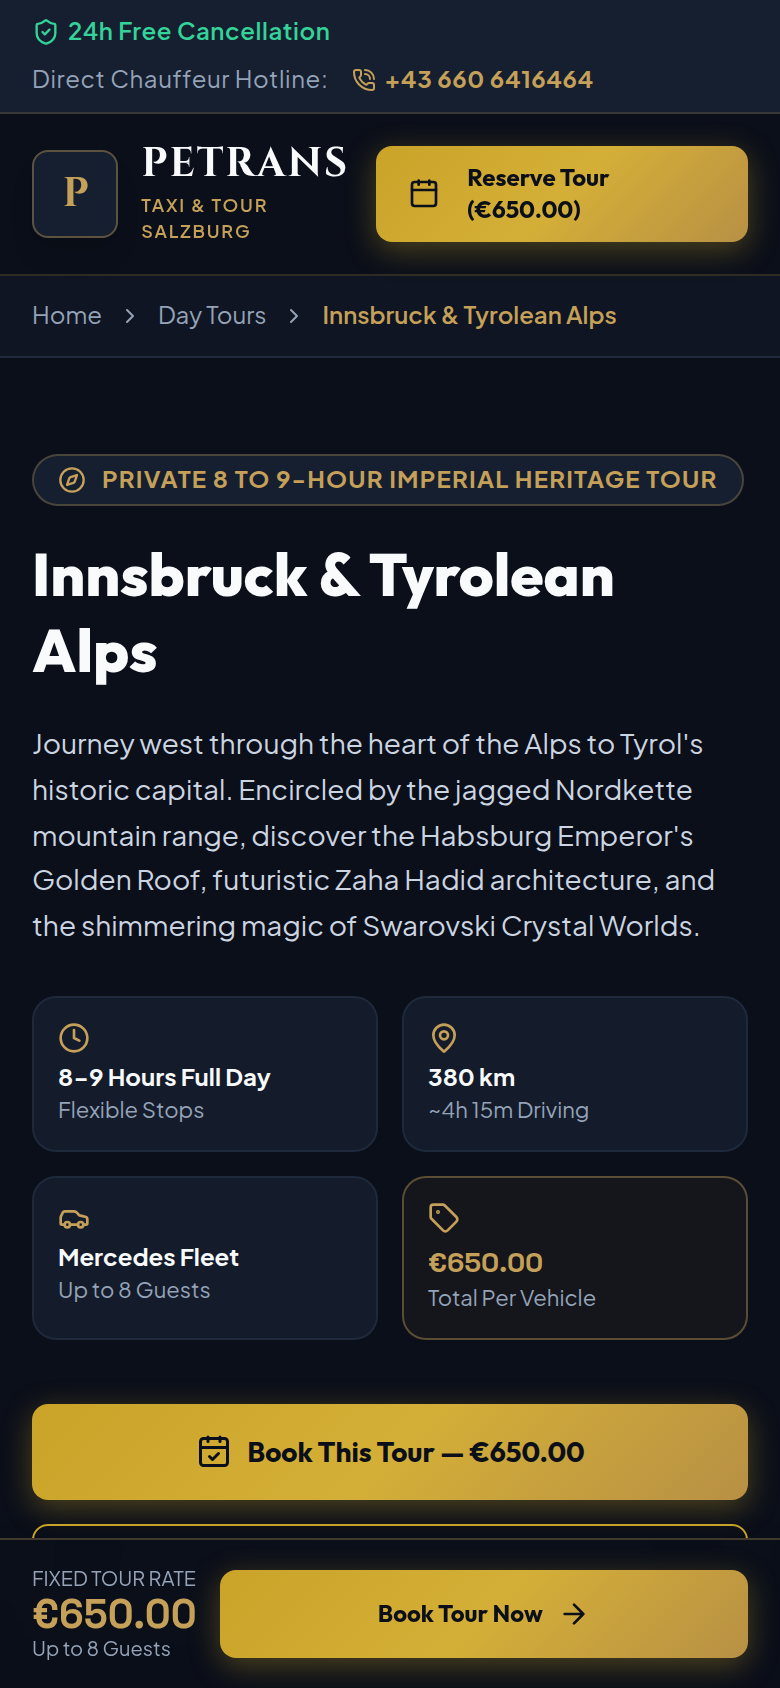 24h Free Cancellation
Direct Chauffeur Hotline: +43 660 6416464
P
PETRANS
TAXI & TOUR
SALZBURG
Reserve Tour
(€650.00)
Home > Day Tours > Innsbruck & Tyrolean Alps
PRIVATE 8 TO 9-HOUR IMPERIAL HERITAGE TOUR
Innsbruck & Tyrolean
Alps
Journey west through the heart of the Alps to Tyrol's
historic capital. Encircled by the jagged Nordkette
mountain range, discover the Habsburg Emperor's
Golden Roof, futuristic Zaha Hadid architecture, and
the shimmering magic of Swarovski Crystal Worlds.
8-9 Hours Full Day
Flexible Stops
380 km
~4h 15m Driving
Mercedes Fleet
Up to 8 Guests
€650.00
Total Per Vehicle
Book This Tour — €650.00
FIXED TOUR RATE
€650.00
Up to 8 Guests
Book Tour Now →